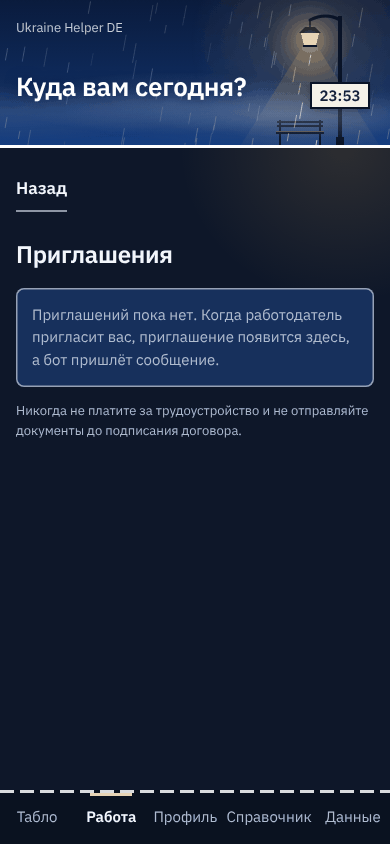 Ukraine Helper DE
Куда вам сегодня?
23:53
Назад
Приглашения
Приглашений пока нет. Когда работодатель
пригласит вас, приглашение появится здесь,
а бот пришлёт сообщение.
Никогда не платите за трудоустройство и не отправляйте
документы до подписания договора.
Табло Работа Профиль Справочник Данные